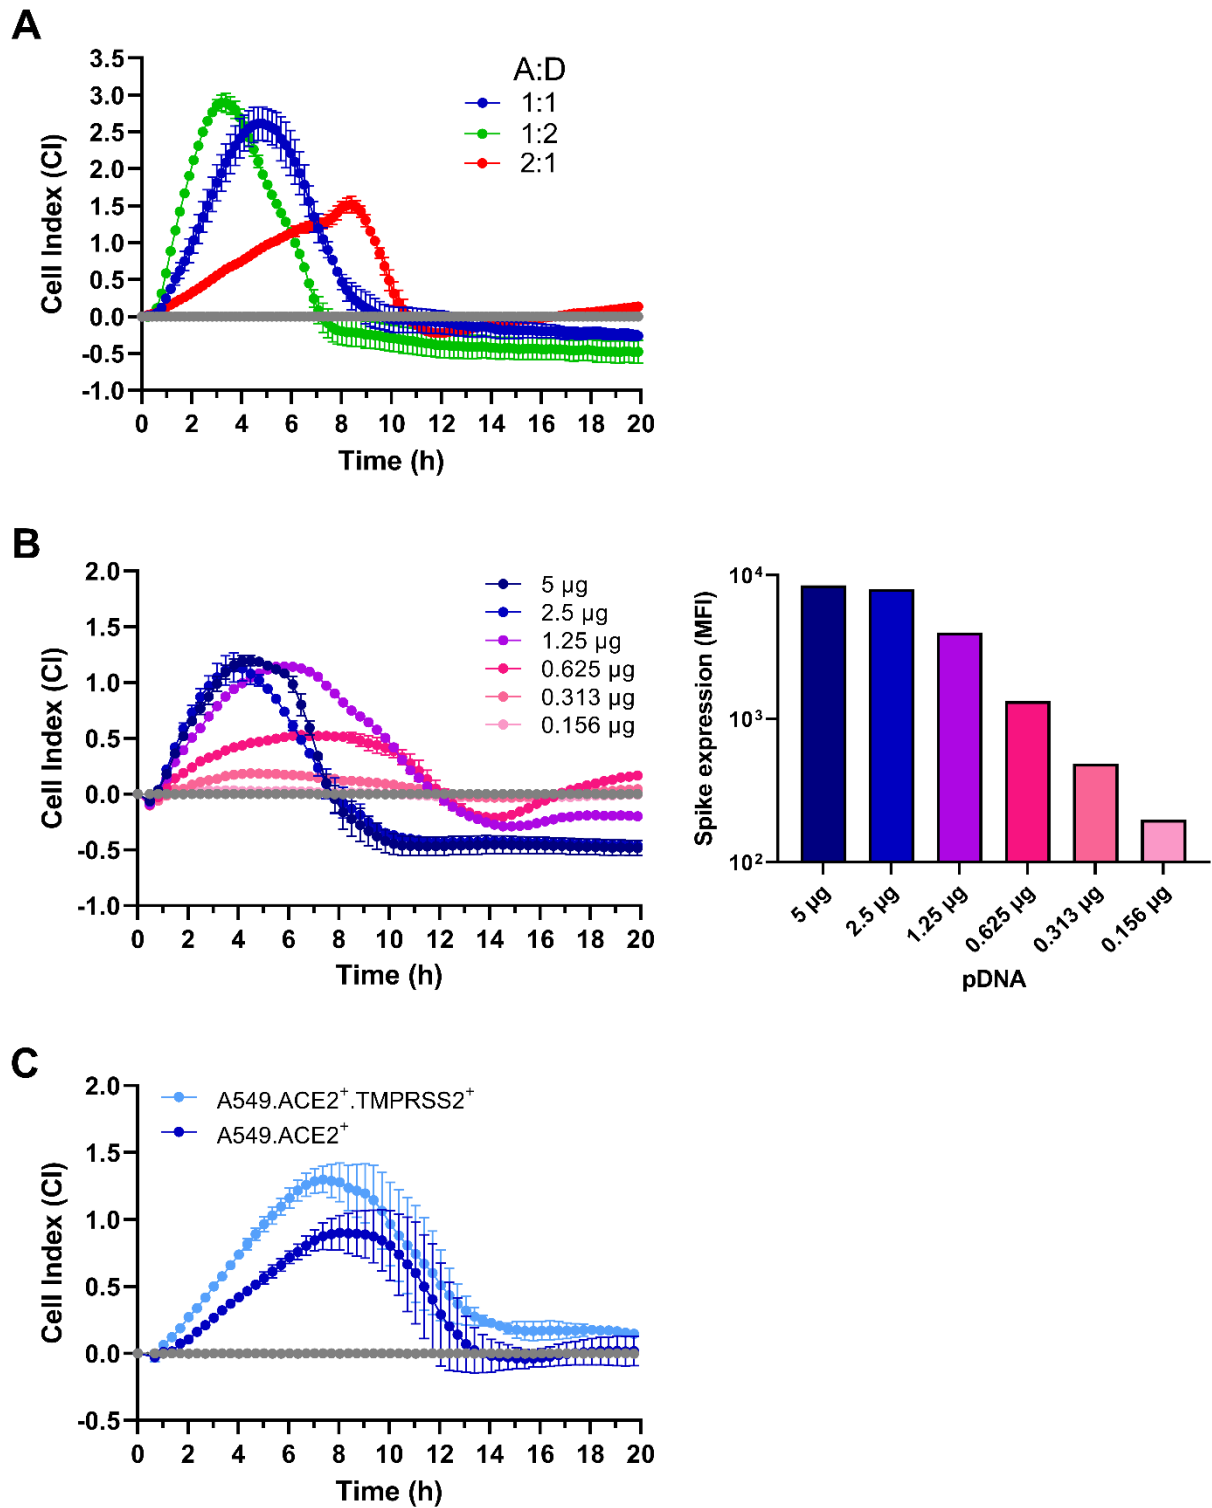 A
3.5
3.0
2.5
2.0
1.5
1.0
0.5
0.0
-0.5
-1.0
Cell Index (CI)
A:D
1:1
1:2
2:1
0 2 4 6 8 10 12 14 16 18 20
Time (h)
B
2.0
1.5
1.0
0.5
0.0
-0.5
-1.0
Cell Index (CI)
5 µg
2.5 µg
1.25 µg
0.625 µg
0.313 µg
0.156 µg
0 2 4 6 8 10 12 14 16 18 20
Time (h)
10⁴
10³
10²
Spike expression (MFI)
5 µg
2.5 µg
1.25 µg
0.625 µg
0.313 µg
0.156 µg
pDNA
C
2.0
1.5
1.0
0.5
0.0
-0.5
Cell Index (CI)
A549.ACE2⁺.TMPRSS2⁺
A549.ACE2⁺
0 2 4 6 8 10 12 14 16 18 20
Time (h)